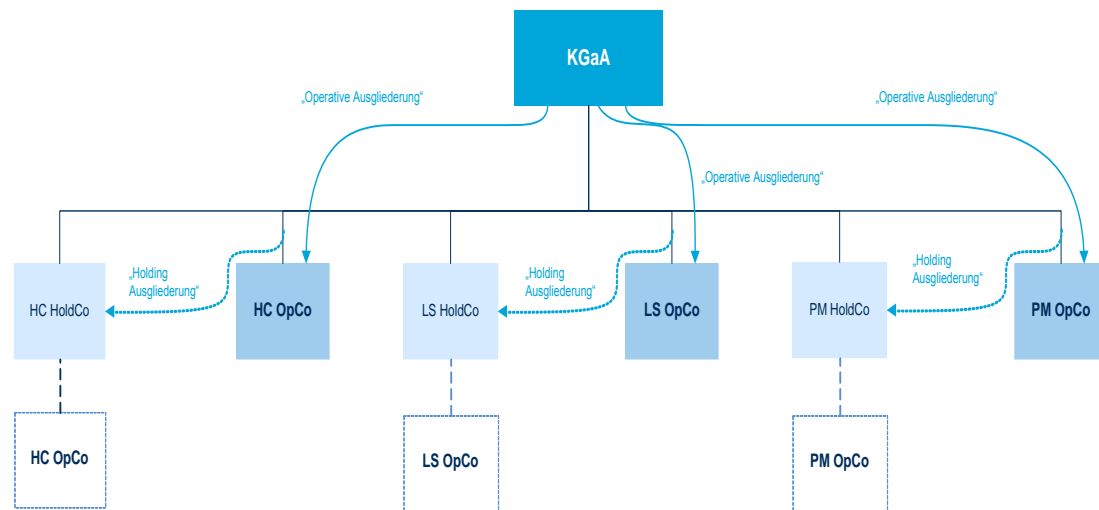 KGaA
„Operative Ausgliederung“
„Operative Ausgliederung“
„Operative Ausgliederung“
„Holding
Ausgliederung“
„Holding
Ausgliederung“
„Holding
Ausgliederung“
HC HoldCo
HC OpCo
LS HoldCo
LS OpCo
PM HoldCo
PM OpCo
HC OpCo
LS OpCo
PM OpCo